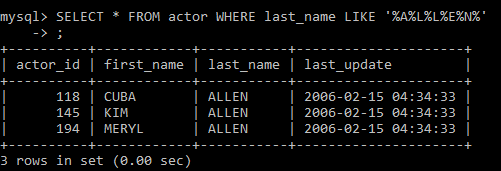 mysql> SELECT * FROM actor WHERE last_name LIKE '%A%L%L%E%N%'
    -> ;
+----------+------------+-----------+---------------------+
| actor_id | first_name | last_name | last_update         |
+----------+------------+-----------+---------------------+
|      118 | CUBA       | ALLEN     | 2006-02-15 04:34:33 |
|      145 | KIM        | ALLEN     | 2006-02-15 04:34:33 |
|      194 | MERYL      | ALLEN     | 2006-02-15 04:34:33 |
+----------+------------+-----------+---------------------+
3 rows in set (0.00 sec)